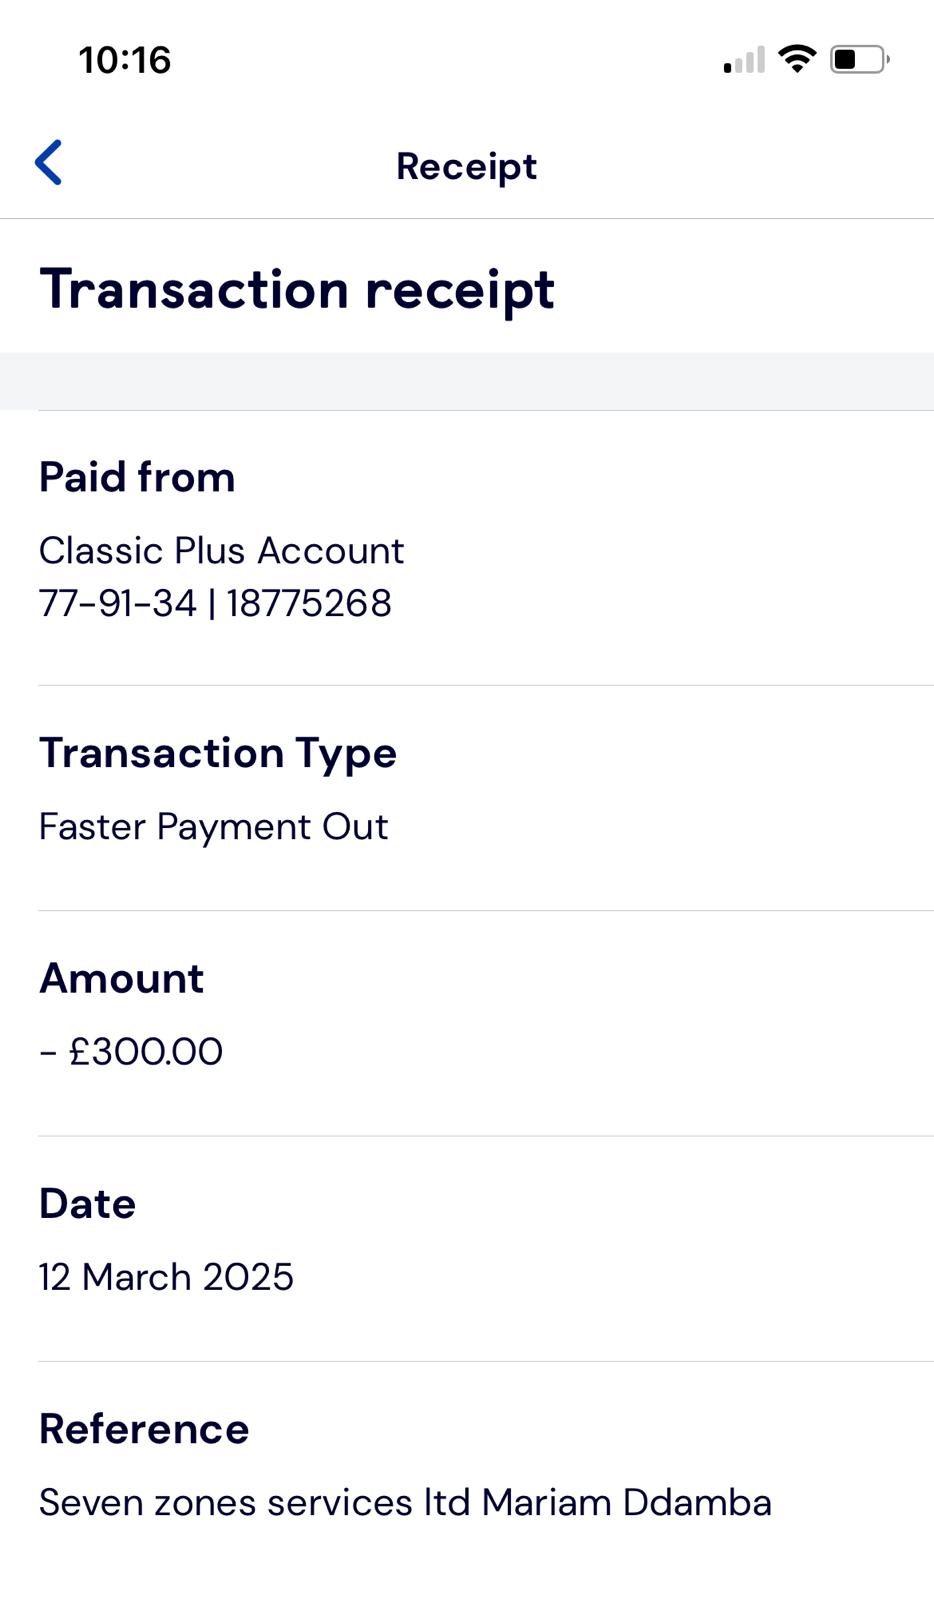 10:16
Receipt
Transaction receipt
Paid from
Classic Plus Account
77-91-34 | 18775268
Transaction Type
Faster Payment Out
Amount
- £300.00
Date
12 March 2025
Reference
Seven zones services ltd Mariam Ddamba